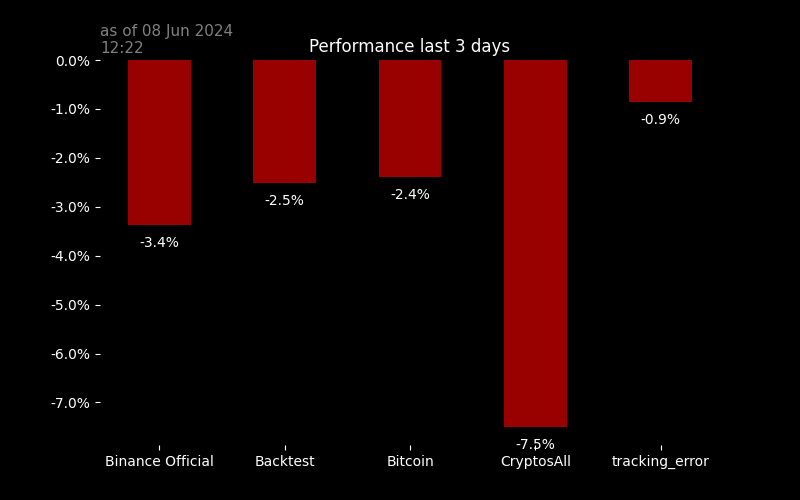 as of 08 Jun 2024
12:22
Performance last 3 days
0.0%
-1.0%
-2.0%
-3.0%
-4.0%
-5.0%
-6.0%
-7.0%
-3.4%
-2.5%
-2.4%
-7.5%
-0.9%
Binance Official
Backtest
Bitcoin
CryptosAll
tracking_error